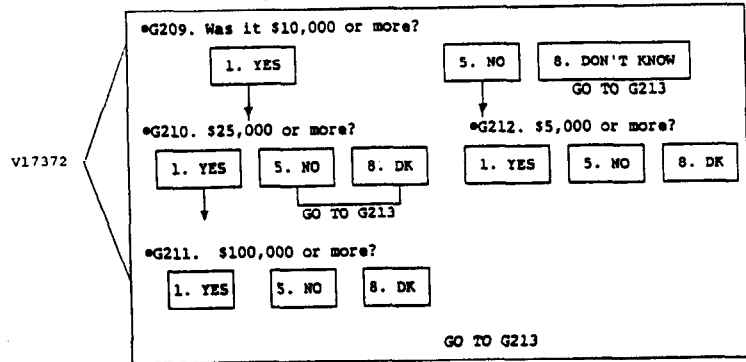 ●G209. Was it $10,000 or more?
1. YES 5. NO 8. DON'T KNOW
GO TO G213
●G210. $25,000 or more? ●G212. $5,000 or more?
V17372
1. YES 5. NO 8. DK 1. YES 5. NO 8. DK
GO TO G213
●G211. $100,000 or more?
1. YES 5. NO 8. DK
GO TO G213